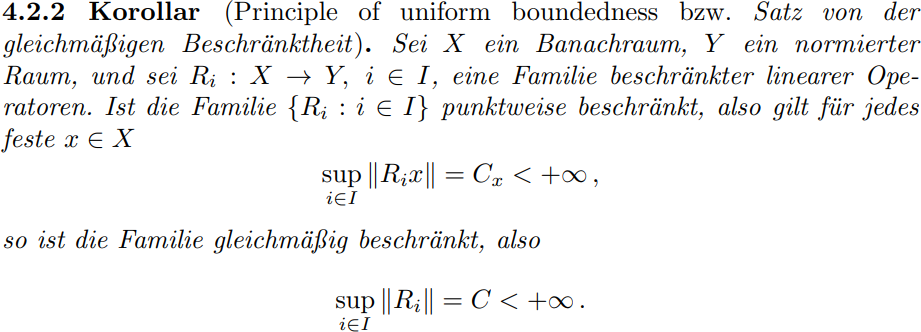 4.2.2 Korollar (Principle of uniform boundedness bzw. Satz von der
gleichmäßigen Beschränktheit). Sei X ein Banachraum, Y ein normierter
Raum, und sei R_i : X → Y, i ∈ I, eine Familie beschränkter linearer Ope-
ratoren. Ist die Familie {R_i : i ∈ I} punktweise beschränkt, also gilt für jedes
feste x ∈ X
sup_{i∈I} ‖R_i x‖ = C_x < +∞ ,
so ist die Familie gleichmäßig beschränkt, also
sup_{i∈I} ‖R_i‖ = C < +∞ .